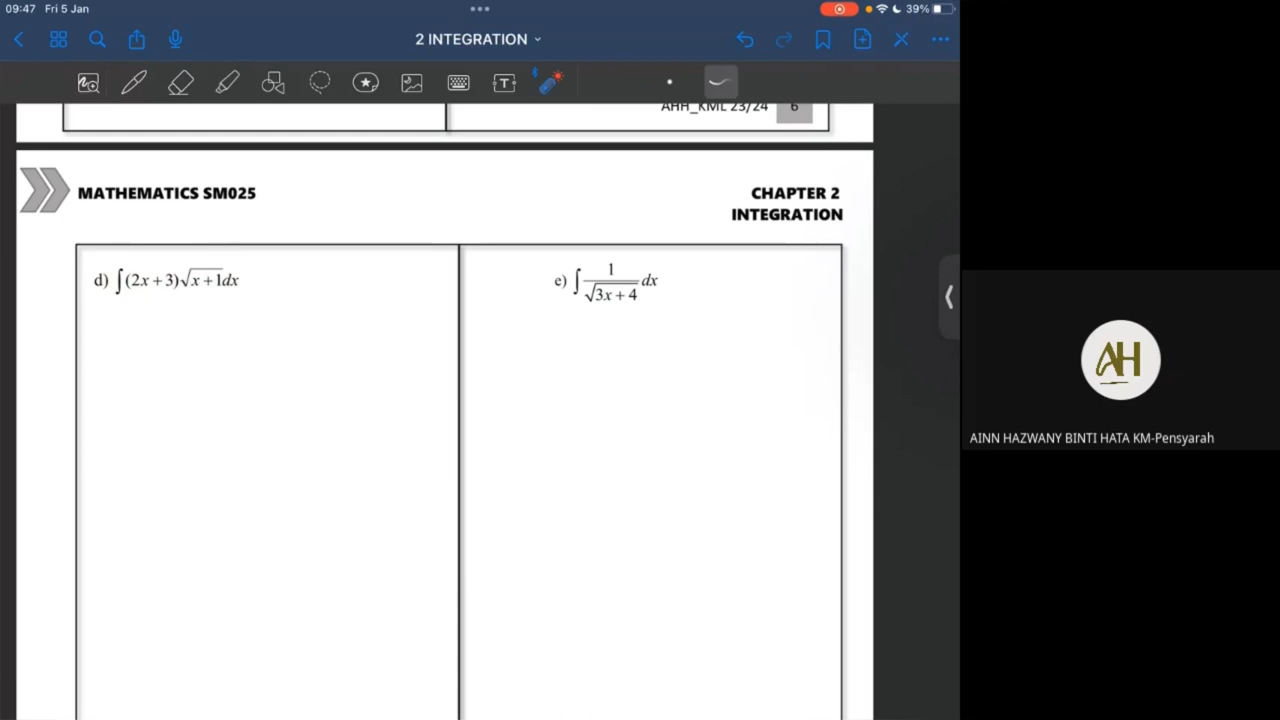 09:47 Fri 5 Jan
39%
2 INTEGRATION
T
AHH_KML 23/24 6
MATHEMATICS SM025
CHAPTER 2
INTEGRATION
d) ∫(2x+3)√(x+1)dx
e) ∫ 1/√(3x+4) dx
AH
AINN HAZWANY BINTI HATA KM-Pensyarah